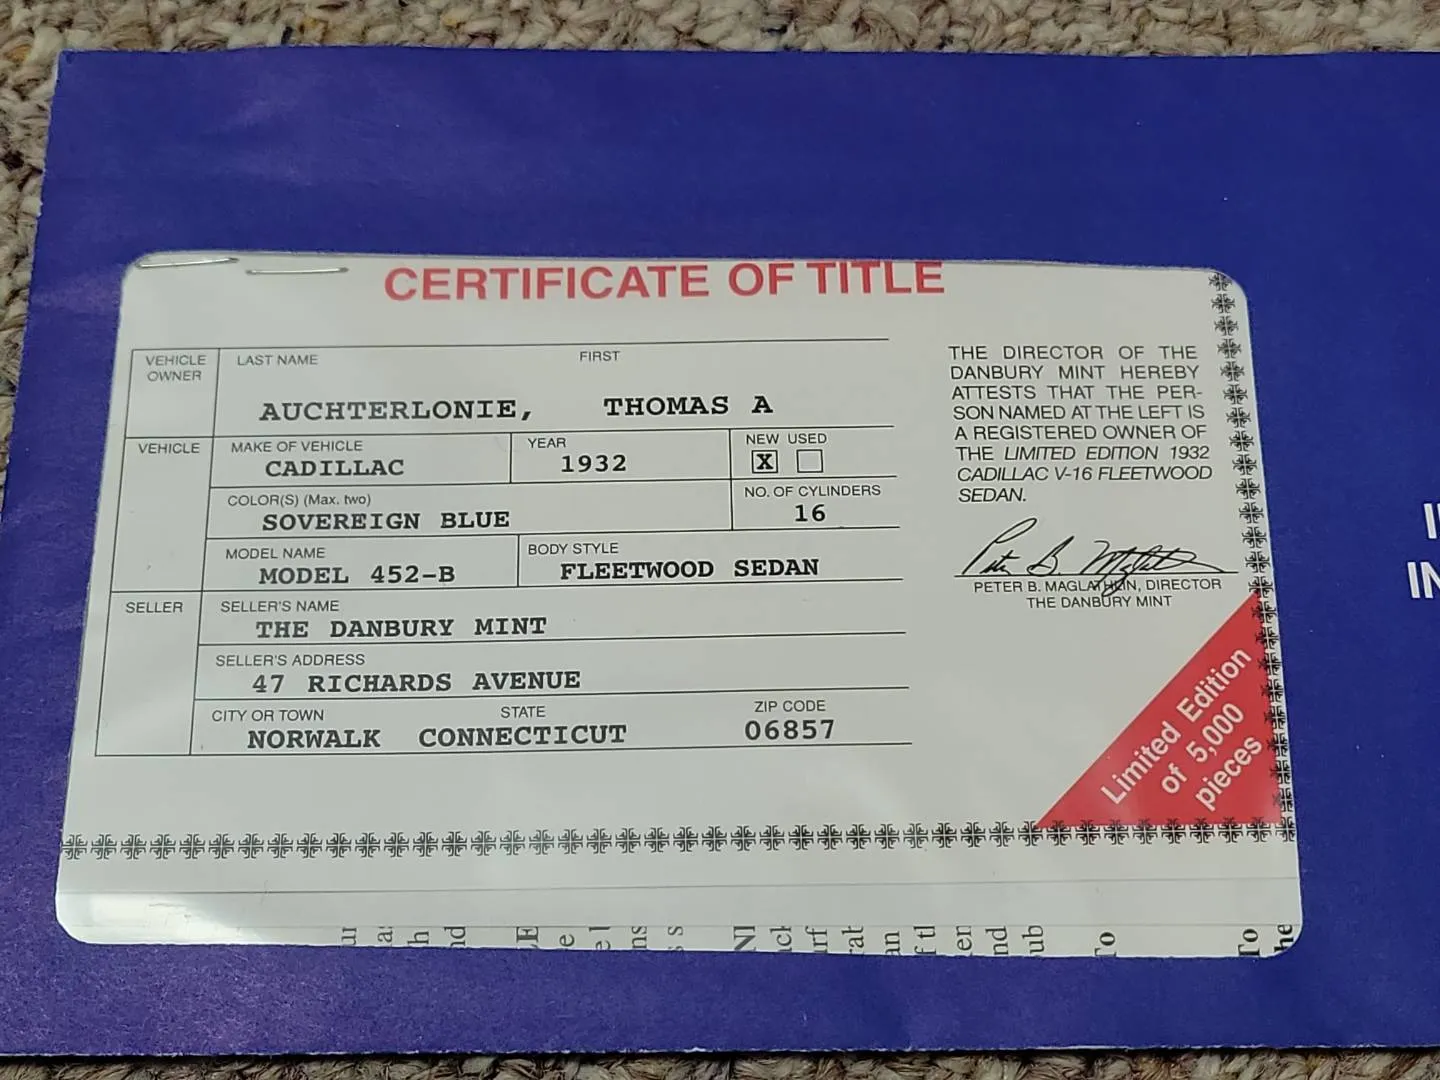 CERTIFICATE OF TITLE
VEHICLE OWNER
LAST NAME FIRST
AUCHTERLONIE, THOMAS A
VEHICLE
MAKE OF VEHICLE YEAR NEW USED
CADILLAC 1932 X
COLOR(S) (Max. two) NO. OF CYLINDERS
SOVEREIGN BLUE 16
MODEL NAME BODY STYLE
MODEL 452-B FLEETWOOD SEDAN
SELLER SELLER'S NAME
THE DANBURY MINT
SELLER'S ADDRESS
47 RICHARDS AVENUE
CITY OR TOWN STATE ZIP CODE
NORWALK CONNECTICUT 06857
THE DIRECTOR OF THE
DANBURY MINT HEREBY
ATTESTS THAT THE PER-
SON NAMED AT THE LEFT IS
A REGISTERED OWNER OF
THE LIMITED EDITION 1932
CADILLAC V-16 FLEETWOOD
SEDAN.
PETER B. MAGLATHLIN, DIRECTOR
THE DANBURY MINT
Limited Edition
of 5,000
pieces